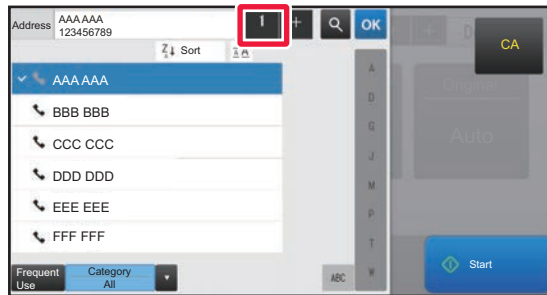 Address AAA AAA
123456789
1 + OK
CA
Z↓ Sort
AAA AAA
BBB BBB
CCC CCC
DDD DDD
EEE EEE
FFF FFF
A
D
G
J
M
P
T
W
Original
Auto
Frequent Use
Category All
ABC
Start